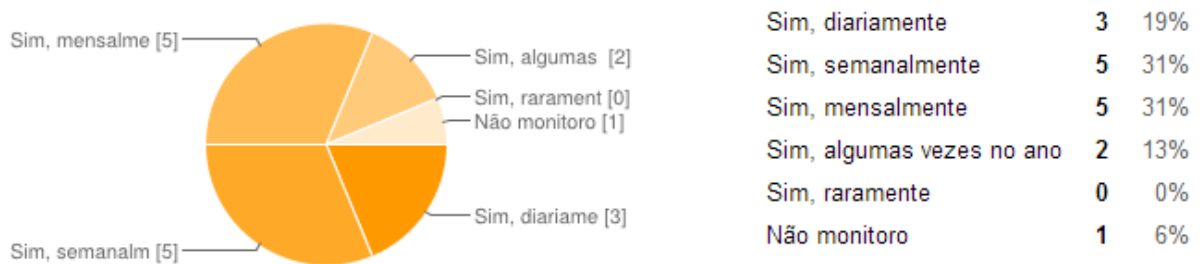 Sim, mensalme [5]
Sim, algumas [2]
Sim, rarament [0]
Não monitoro [1]
Sim, diariame [3]
Sim, semanalm [5]
Sim, diariamente 3 19%
Sim, semanalmente 5 31%
Sim, mensalmente 5 31%
Sim, algumas vezes no ano 2 13%
Sim, raramente 0 0%
Não monitoro 1 6%